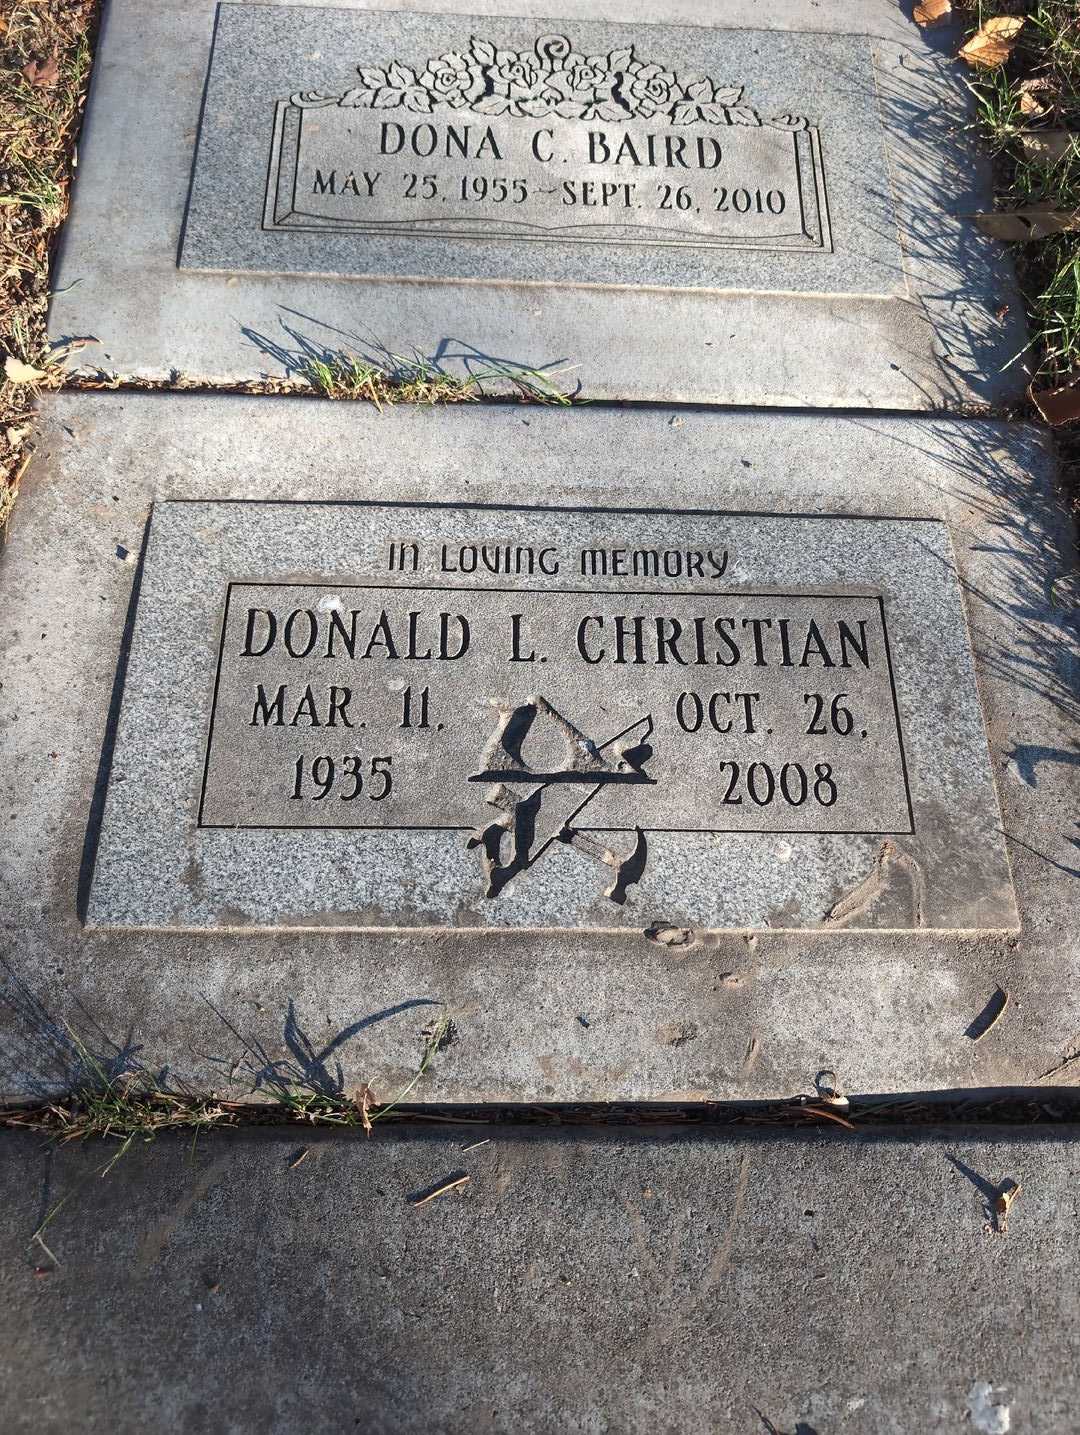 DONA C. BAIRD
MAY 25, 1955~SEPT. 26, 2010
IN LOVING MEMORY
DONALD L. CHRISTIAN
MAR. 11, OCT. 26,
1935 2008